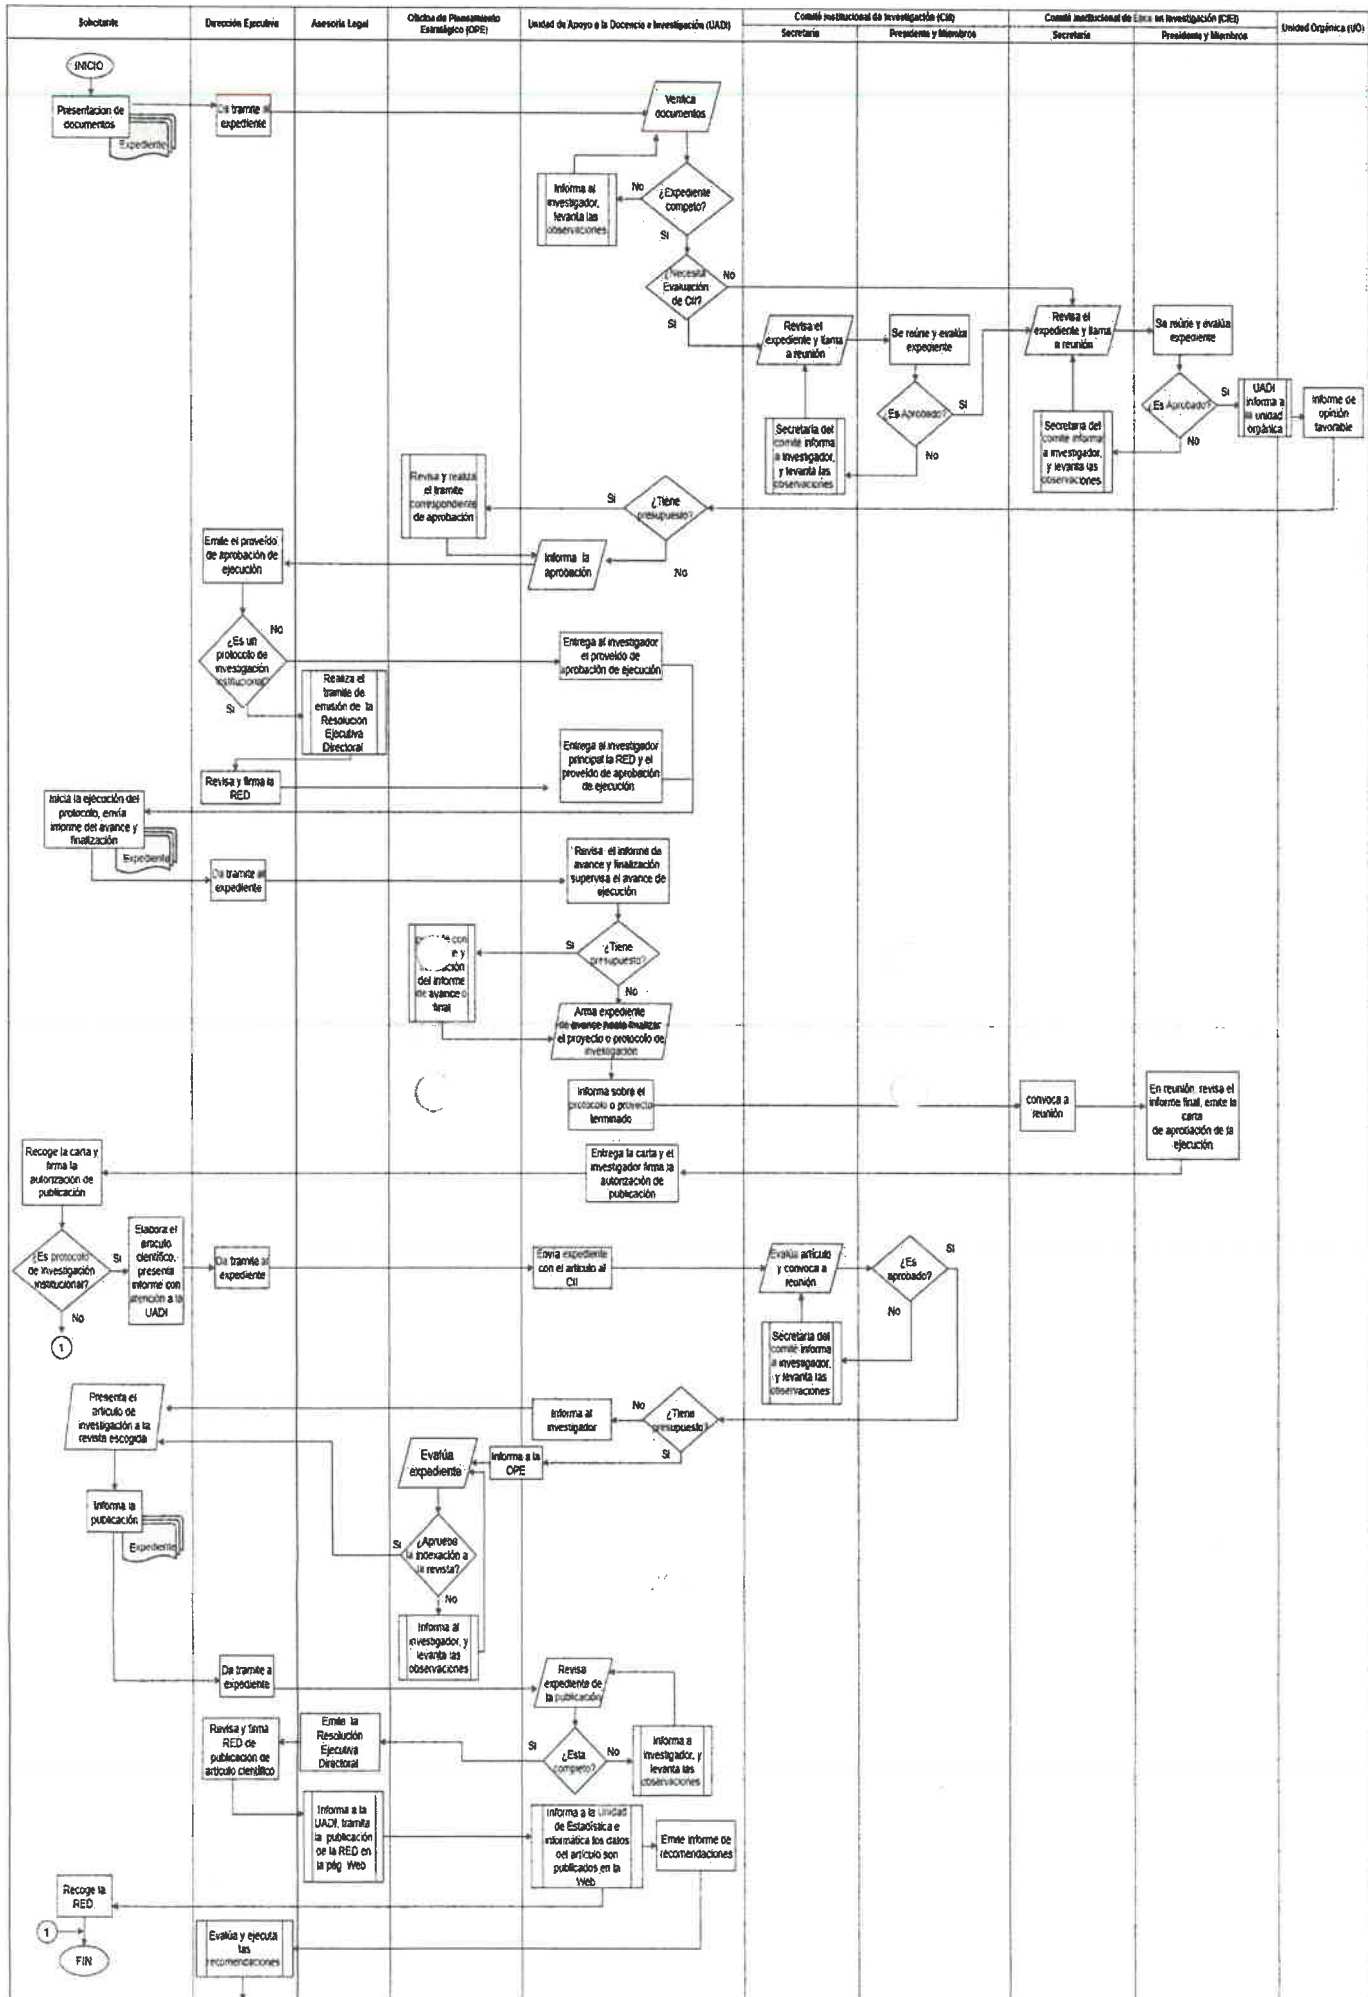 Solicitante
Dirección Ejecutiva
Asesoría Legal
Oficina de Planeamiento
Estratégico (OPE)
Unidad de Apoyo a la Docencia e Investigación (UADI)
Comité Institucional de Investigación (CII)
Secretaria
Presidente y Miembros
Comité Institucional de Ética en Investigación (CIEI)
Secretaría
Presidente y Miembros
Unidad Orgánica (UO)
INICIO
Presentacion de
documentos
Expediente
Da tramite al
expediente
Verifica
documentos
Informa al
investigador,
levanta las
observaciones
No
¿Expediente
competo?
Si
¿Necesita
Evaluación
de CII?
No
Si
Revisa el
expediente y llama
a reunión
Se reúne y evalúa
expediente
Revisa el
expediente y llama
a reunión
Se reúne y evalúa
expediente
¿Es Aprobado?
Si
No
Secretaria del
comité informa
a investigador,
y levanta las
observaciones
Secretaria del
comité informa
a investigador,
y levanta las
observaciones
¿Es Aprobado?
Si
No
UADI
informa a
la unidad
orgánica
Informe de
opinión
favorable
Revisa y realiza
el tramite
correspondiente
de aprobación
Si
¿Tiene
presupuesto?
No
Informa la
aprobación
Emite el proveído
de aprobación de
ejecución
¿Es un
protocolo de
investigación
institucional?
No
Si
Realiza el
tramite de
emisión de la
Resolución
Ejecutiva
Directoral
Entrega al investigador
el proveído de
aprobación de ejecución
Entrega al investigador
principal la RED y el
proveído de aprobación
de ejecución
Revisa y firma la
RED
Inicia la ejecución del
protocolo, envía
informe del avance y
finalización
Expediente
Da tramite al
expediente
Revisa el informe de
avance y finalización
supervisa el avance de
ejecución
con
y
del informe
de avance o
final
Si
¿Tiene
presupuesto?
No
Arma expediente
de avance hasta finalizar
el proyecto o protocolo de
investigación
Informa sobre el
protocolo o proyecto
terminado
convoca a
reunión
En reunión, revisa el
informe final, emite la
carta
de aprobación de la
ejecución
Recoge la carta y
firma la
autorización de
publicación
Entrega la carta y el
investigador firma la
autorización de
publicación
¿Es protocolo
de investigación
institucional?
Si
No
1
Elabora el
artículo
científico,
presenta
informe con
atención a la
UADI
Da tramite al
expediente
Envia expediente
con el artículo al
CII
Evalúa artículo
y convoca a
reunión
¿Es
aprobado?
Si
No
Secretaria del
comité informa
a investigador,
y levanta las
observaciones
Presenta el
artículo de
investigación a la
revista escogida
Informa al
investigador
No
¿Tiene
presupuesto?
Si
Informa a la
OPE
Evalúa
expediente
Informa la
publicación
Expediente
Si
¿Aprueba
la indexación a
la revista?
No
Informa al
investigador, y
levanta las
observaciones
Da tramite a
expediente
Revisa
expediente de
la publicación
Revisa y firma
RED de
publicación de
artículo científico
Emite la
Resolución
Ejecutiva
Directoral
Si
¿Esta
completo?
No
Informa a
investigador, y
levanta las
observaciones
Informa a la
UADI, tramita
la publicación
de la RED en
la pág Web
Informa a la Unidad
de Estadística e
informática los datos
del artículo son
publicados en la
Web
Emite informe de
recomendaciones
Recoge la
RED
1
FIN
Evalúa y ejecuta
las
recomendaciones